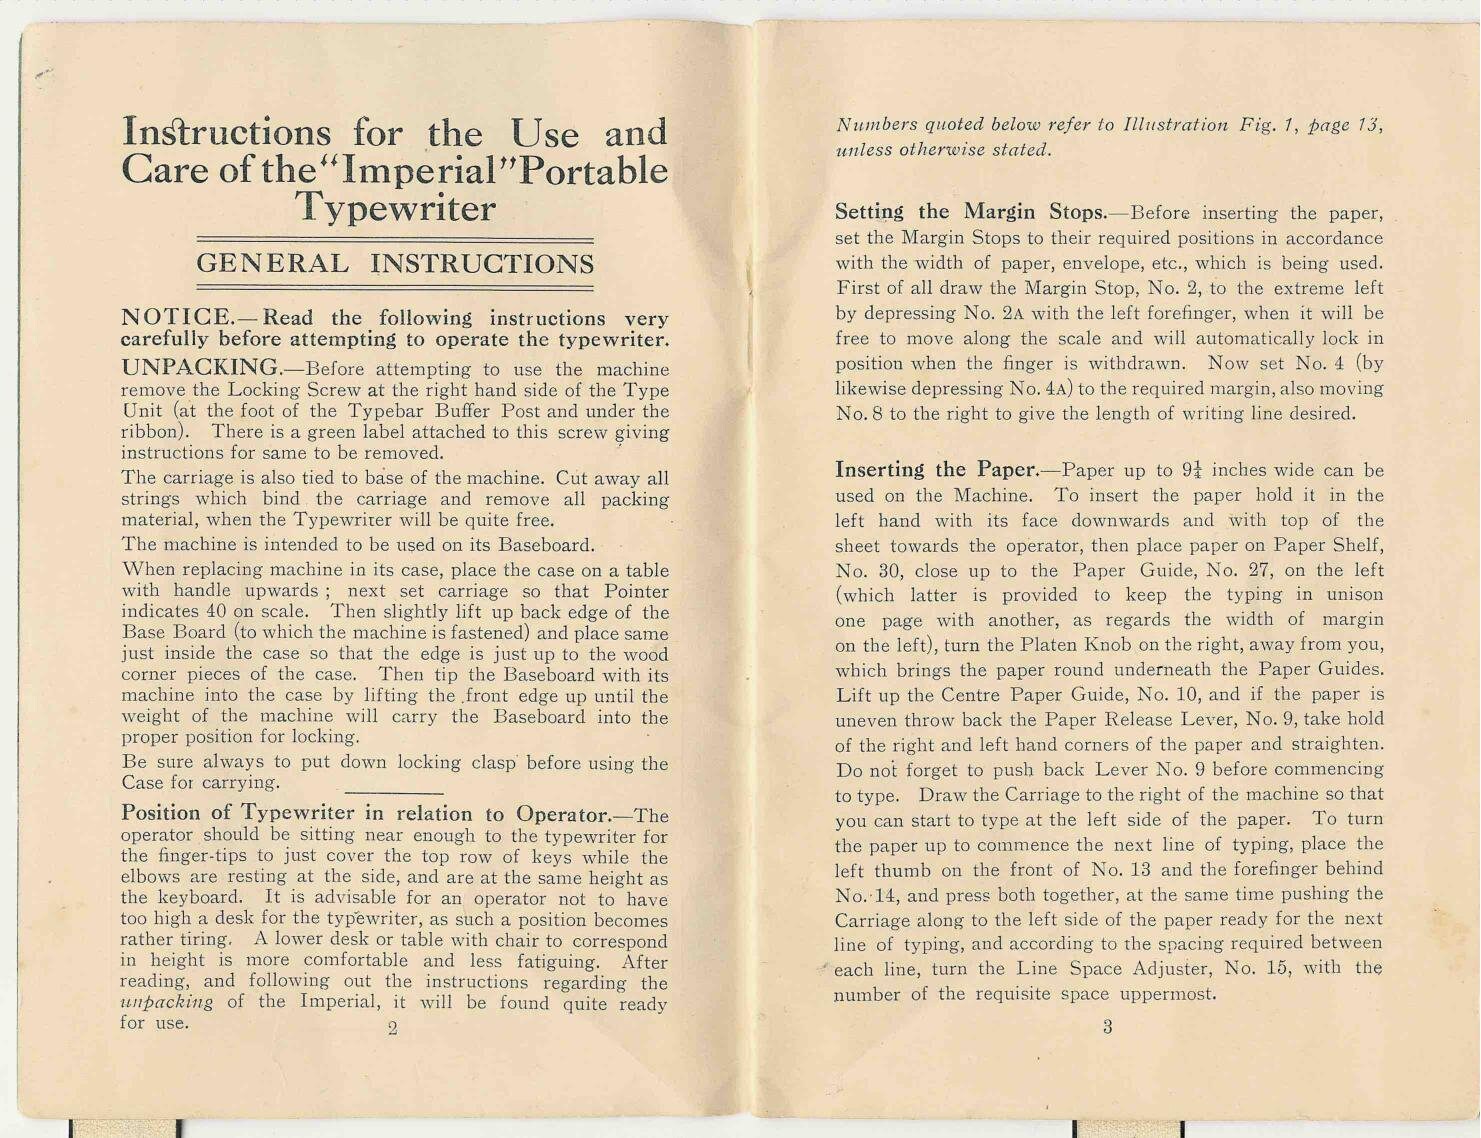 Instructions for the Use and
Care of the "Imperial" Portable
Typewriter
GENERAL INSTRUCTIONS
NOTICE.—Read the following instructions very
carefully before attempting to operate the typewriter.
UNPACKING.—Before attempting to use the machine
remove the Locking Screw at the right hand side of the Type
Unit (at the foot of the Typebar Buffer Post and under the
ribbon). There is a green label attached to this screw giving
instructions for same to be removed.
The carriage is also tied to base of the machine. Cut away all
strings which bind the carriage and remove all packing
material, when the Typewriter will be quite free.
The machine is intended to be used on its Baseboard.
When replacing machine in its case, place the case on a table
with handle upwards ; next set carriage so that Pointer
indicates 40 on scale. Then slightly lift up back edge of the
Base Board (to which the machine is fastened) and place same
just inside the case so that the edge is just up to the wood
corner pieces of the case. Then tip the Baseboard with its
machine into the case by lifting the front edge up until the
weight of the machine will carry the Baseboard into the
proper position for locking.
Be sure always to put down locking clasp before using the
Case for carrying.
Position of Typewriter in relation to Operator.—The
operator should be sitting near enough to the typewriter for
the finger-tips to just cover the top row of keys while the
elbows are resting at the side, and are at the same height as
the keyboard. It is advisable for an operator not to have
too high a desk for the typewriter, as such a position becomes
rather tiring. A lower desk or table with chair to correspond
in height is more comfortable and less fatiguing. After
reading, and following out the instructions regarding the
unpacking of the Imperial, it will be found quite ready
for use.
2
Numbers quoted below refer to Illustration Fig. 1, page 13,
unless otherwise stated.
Setting the Margin Stops.—Before inserting the paper,
set the Margin Stops to their required positions in accordance
with the width of paper, envelope, etc., which is being used.
First of all draw the Margin Stop, No. 2, to the extreme left
by depressing No. 2A with the left forefinger, when it will be
free to move along the scale and will automatically lock in
position when the finger is withdrawn. Now set No. 4 (by
likewise depressing No. 4A) to the required margin, also moving
No. 8 to the right to give the length of writing line desired.
Inserting the Paper.—Paper up to 9¼ inches wide can be
used on the Machine. To insert the paper hold it in the
left hand with its face downwards and with top of the
sheet towards the operator, then place paper on Paper Shelf,
No. 30, close up to the Paper Guide, No. 27, on the left
(which latter is provided to keep the typing in unison
one page with another, as regards the width of margin
on the left), turn the Platen Knob on the right, away from you,
which brings the paper round underneath the Paper Guides.
Lift up the Centre Paper Guide, No. 10, and if the paper is
uneven throw back the Paper Release Lever, No. 9, take hold
of the right and left hand corners of the paper and straighten.
Do not forget to push back Lever No. 9 before commencing
to type. Draw the Carriage to the right of the machine so that
you can start to type at the left side of the paper. To turn
the paper up to commence the next line of typing, place the
left thumb on the front of No. 13 and the forefinger behind
No. 14, and press both together, at the same time pushing the
Carriage along to the left side of the paper ready for the next
line of typing, and according to the spacing required between
each line, turn the Line Space Adjuster, No. 15, with the
number of the requisite space uppermost.
3